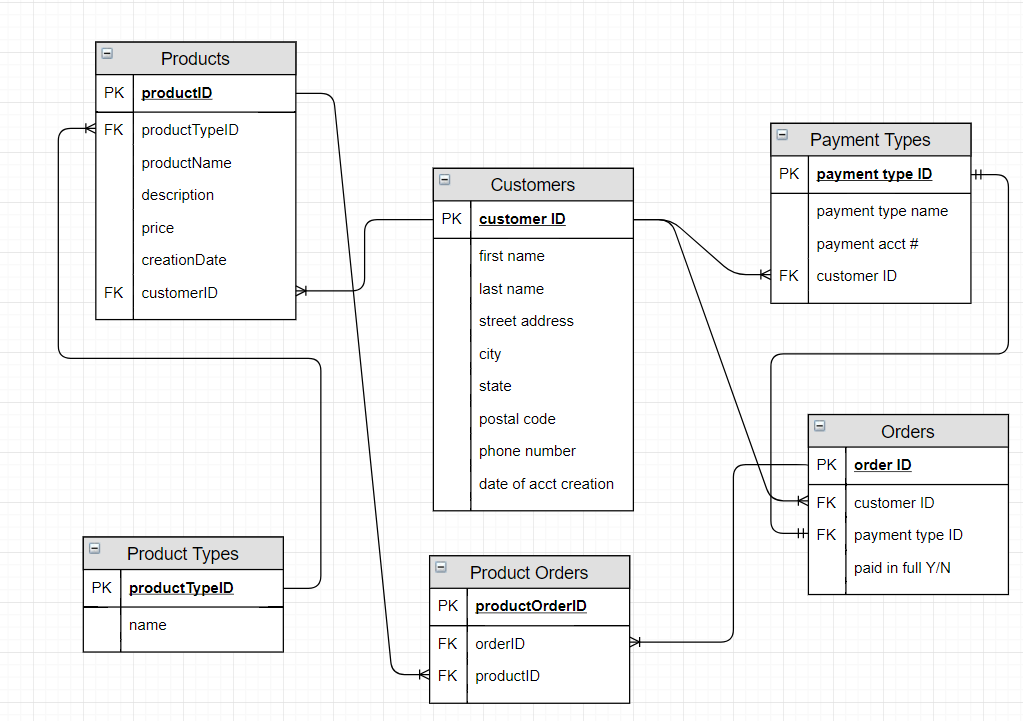 Products
PK productID
FK productTypeID
productName
description
price
creationDate
FK customerID
Customers
PK customer ID
first name
last name
street address
city
state
postal code
phone number
date of acct creation
Payment Types
PK payment type ID
payment type name
payment acct #
FK customer ID
Orders
PK order ID
FK customer ID
FK payment type ID
paid in full Y/N
Product Types
PK productTypeID
name
Product Orders
PK productOrderID
FK orderID
FK productID